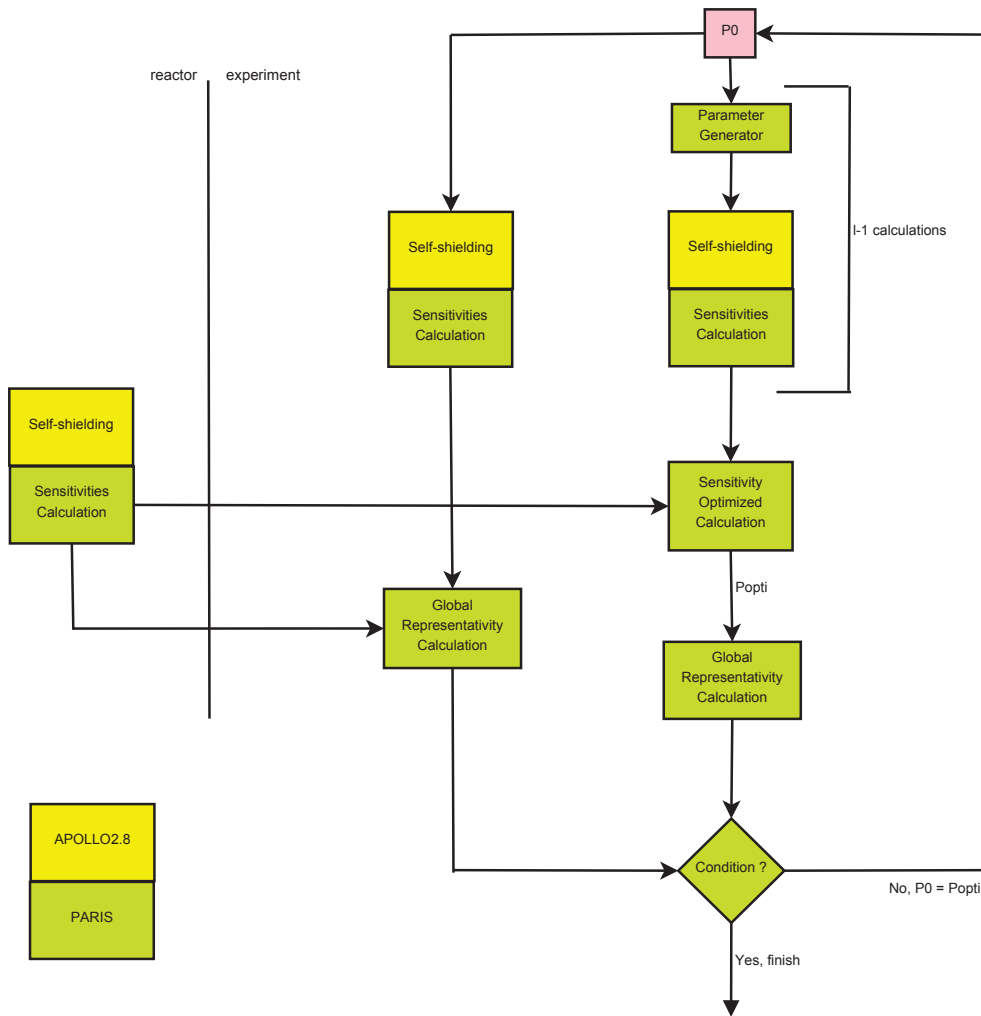 P0
reactor
experiment
Parameter
Generator
Self-shielding
Sensitivities
Calculation
Self-shielding
Sensitivities
Calculation
I-1 calculations
Self-shielding
Sensitivities
Calculation
Sensitivity
Optimized
Calculation
Popti
Global
Representativity
Calculation
Global
Representativity
Calculation
APOLLO2.8
PARIS
Condition ?
No, P0 = Popti
Yes, finish